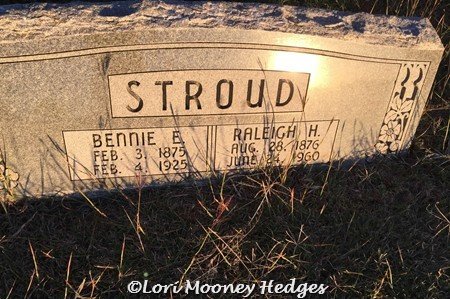 STROUD
BENNIE E.
FEB. 3, 1875
FEB. 4, 1925
RALEIGH H.
AUG. 28, 1876
JUNE 24, 1960
©Lori Mooney Hedges